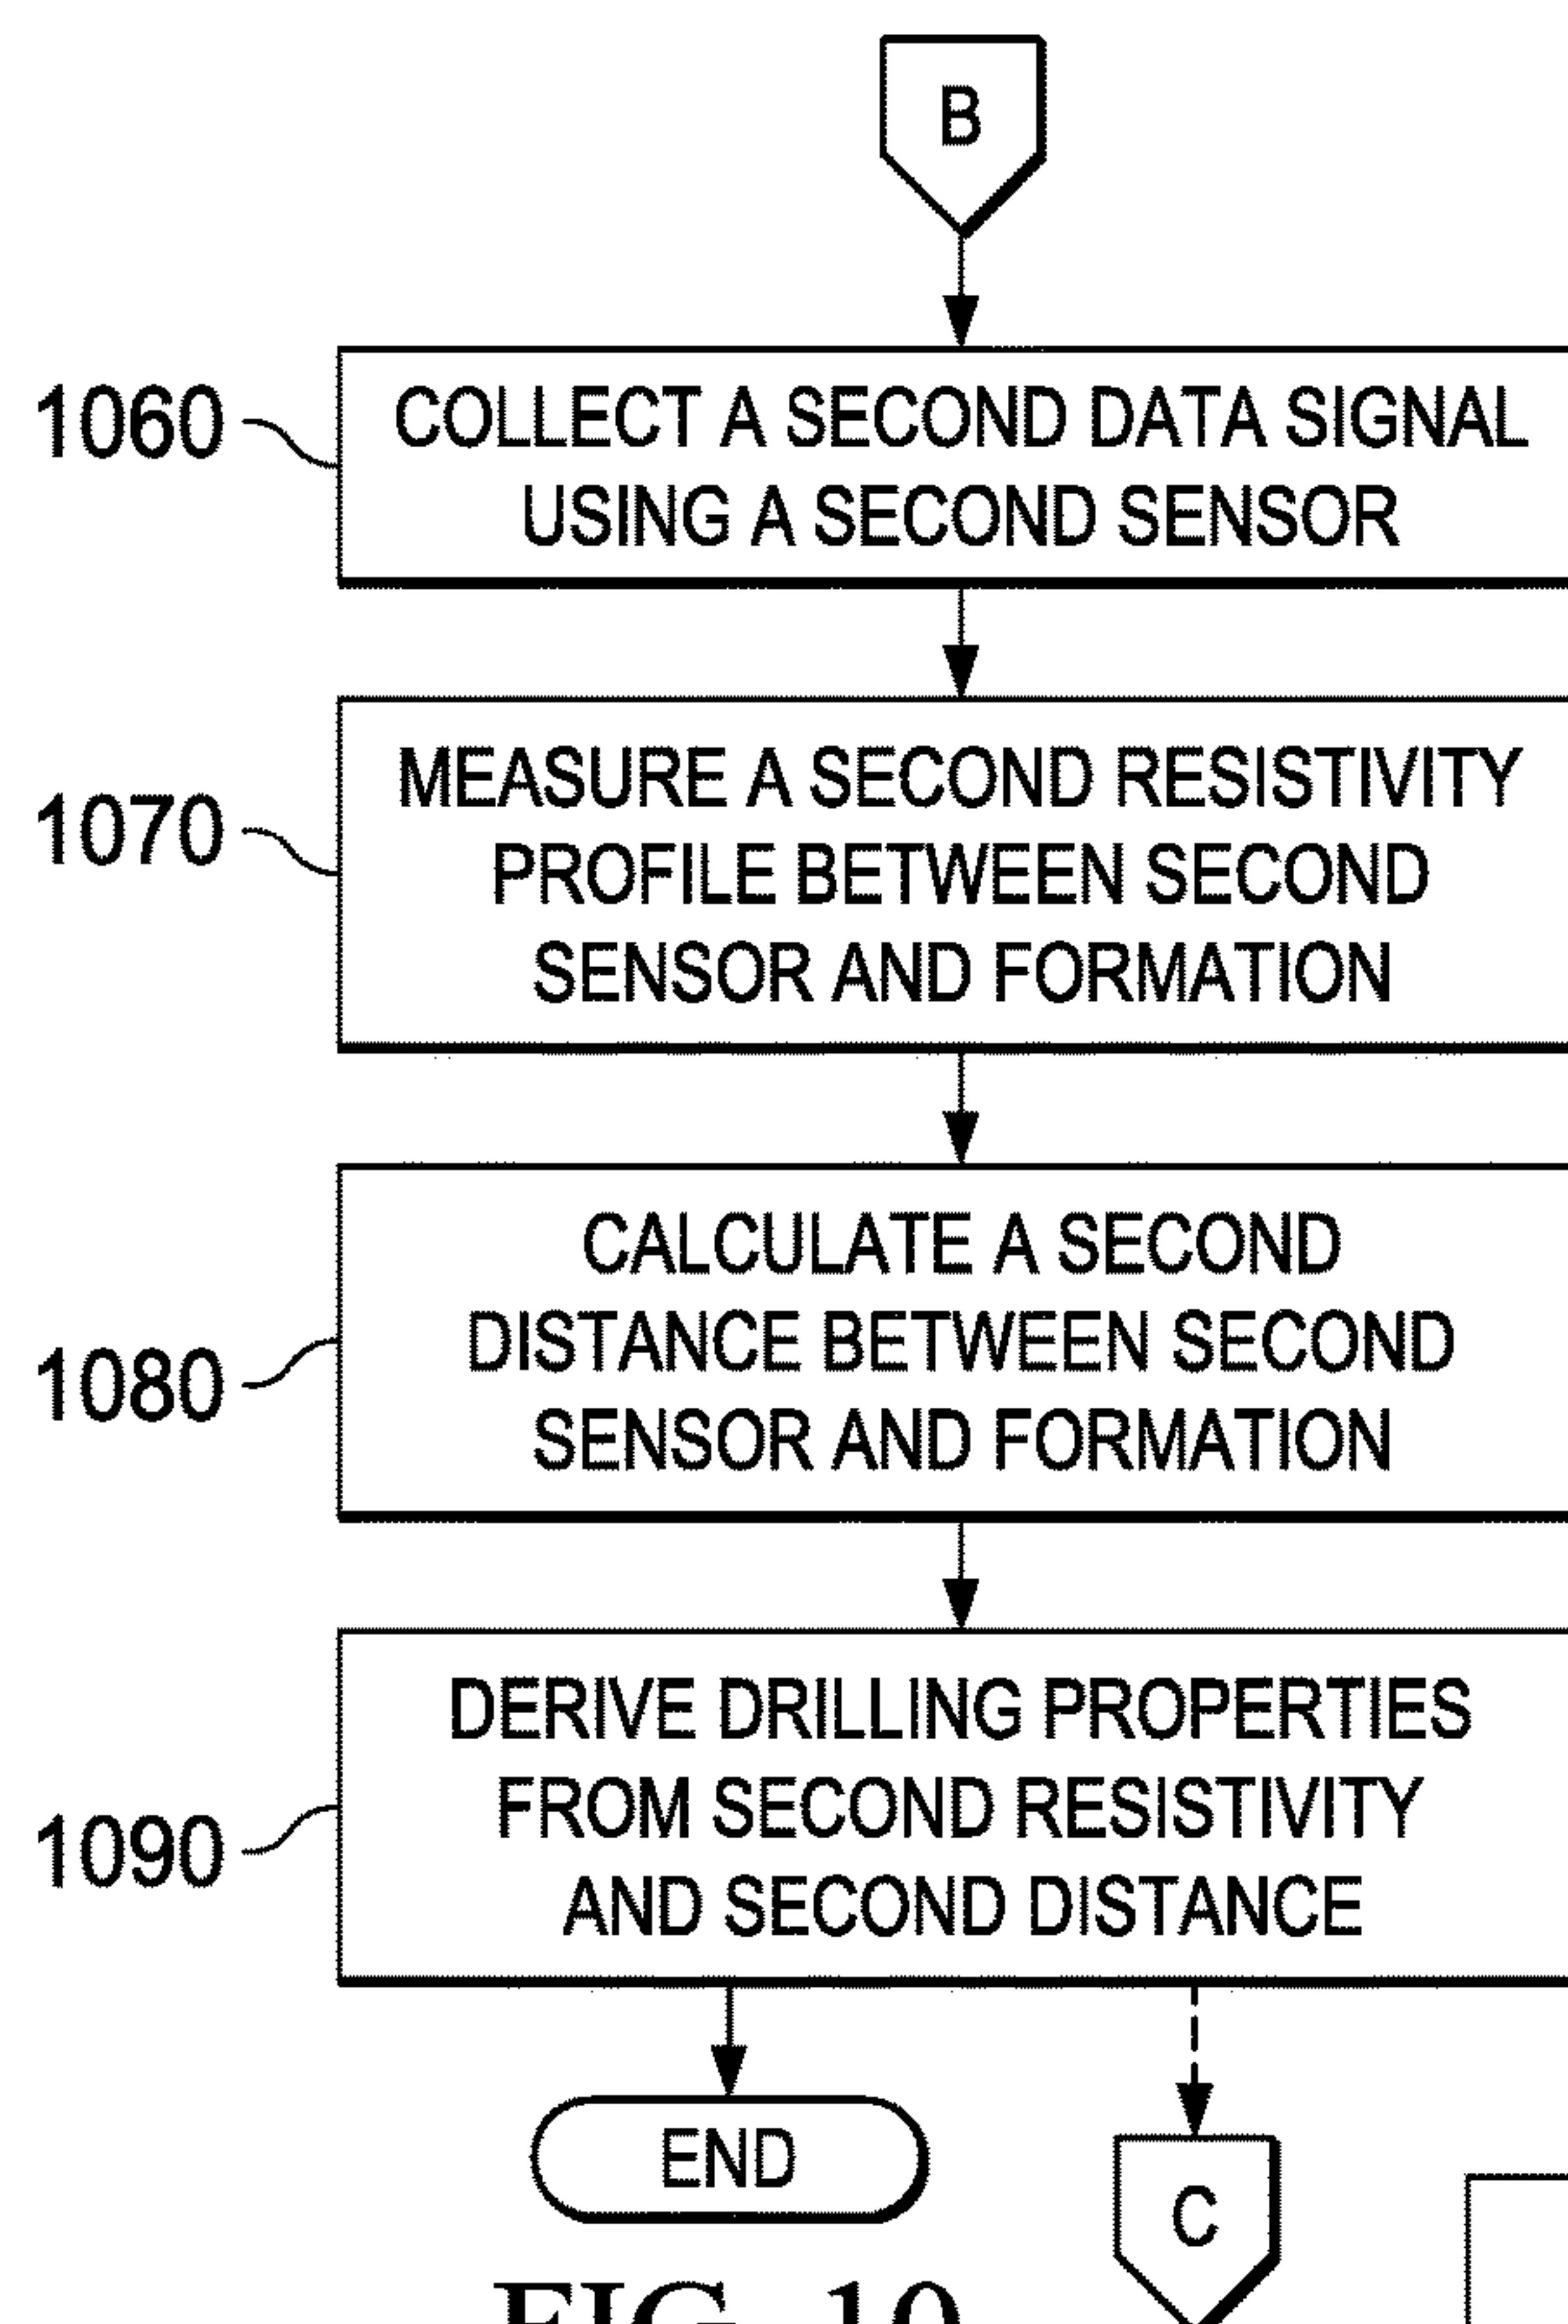 B
1060
COLLECT A SECOND DATA SIGNAL
USING A SECOND SENSOR
1070
MEASURE A SECOND RESISTIVITY
PROFILE BETWEEN SECOND
SENSOR AND FORMATION
1080
CALCULATE A SECOND
DISTANCE BETWEEN SECOND
SENSOR AND FORMATION
1090
DERIVE DRILLING PROPERTIES
FROM SECOND RESISTIVITY
AND SECOND DISTANCE
END
C
FIG. 10